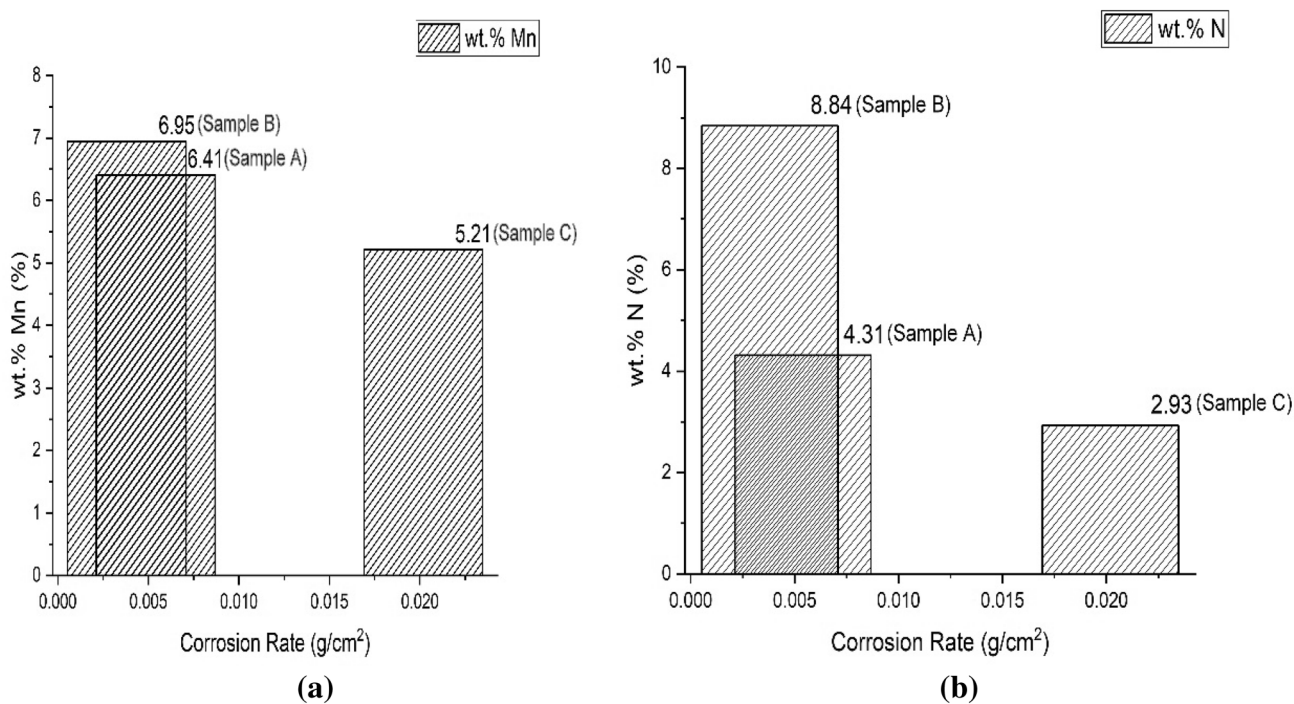 wt.% Mn
8
7
6
5
4
3
2
1
0
wt.% Mn (%)
6.95 (Sample B)
6.41 (Sample A)
5.21 (Sample C)
0.000 0.005 0.010 0.015 0.020
Corrosion Rate (g/cm²)
(a)
wt.% N
10
8
6
4
2
0
wt.% N (%)
8.84 (Sample B)
4.31 (Sample A)
2.93 (Sample C)
0.000 0.005 0.010 0.015 0.020
Corrosion Rate (g/cm²)
(b)